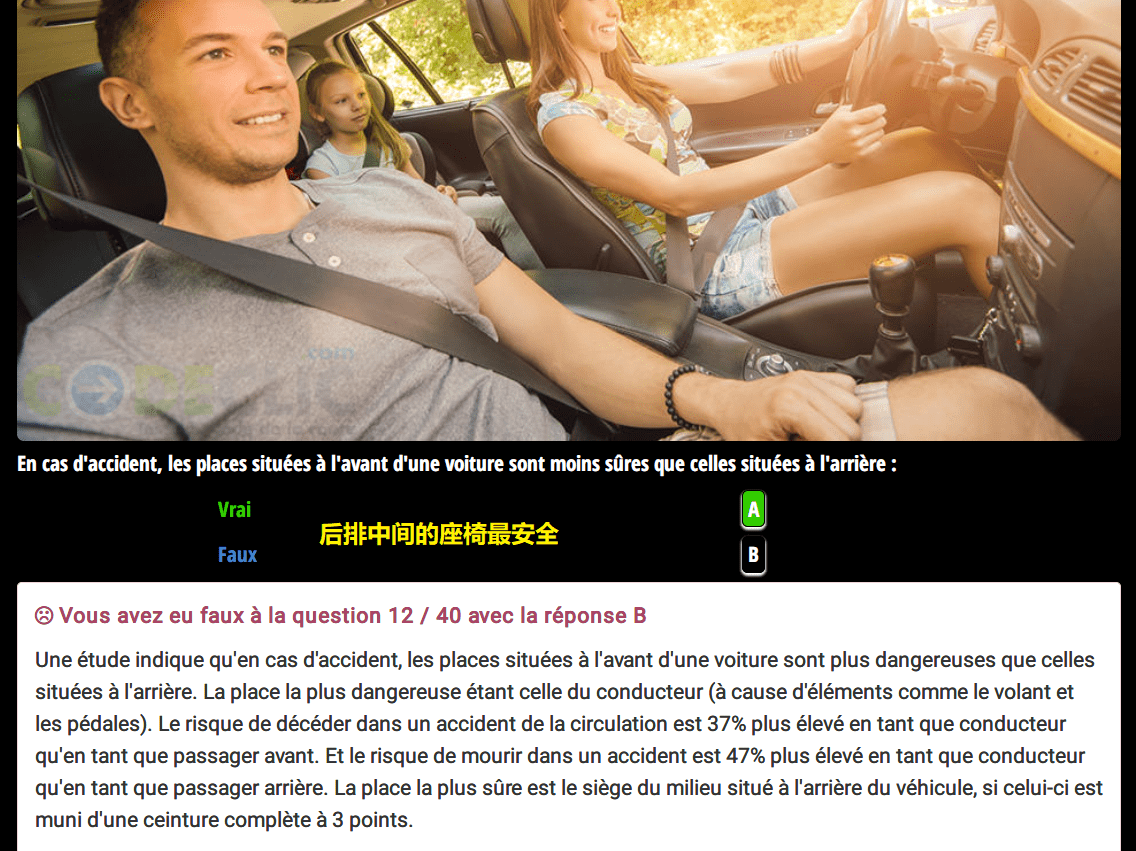 CODE
.com
En cas d'accident, les places situées à l'avant d'une voiture sont moins sûres que celles situées à l'arrière :
Vrai
A
后排中间的座椅最安全
Faux
B
Vous avez eu faux à la question 12 / 40 avec la réponse B
Une étude indique qu'en cas d'accident, les places situées à l'avant d'une voiture sont plus dangereuses que celles
situées à l'arrière. La place la plus dangereuse étant celle du conducteur (à cause d'éléments comme le volant et
les pédales). Le risque de décéder dans un accident de la circulation est 37% plus élevé en tant que conducteur
qu'en tant que passager avant. Et le risque de mourir dans un accident est 47% plus élevé en tant que conducteur
qu'en tant que passager arrière. La place la plus sûre est le siège du milieu situé à l'arrière du véhicule, si celui-ci est
muni d'une ceinture complète à 3 points.